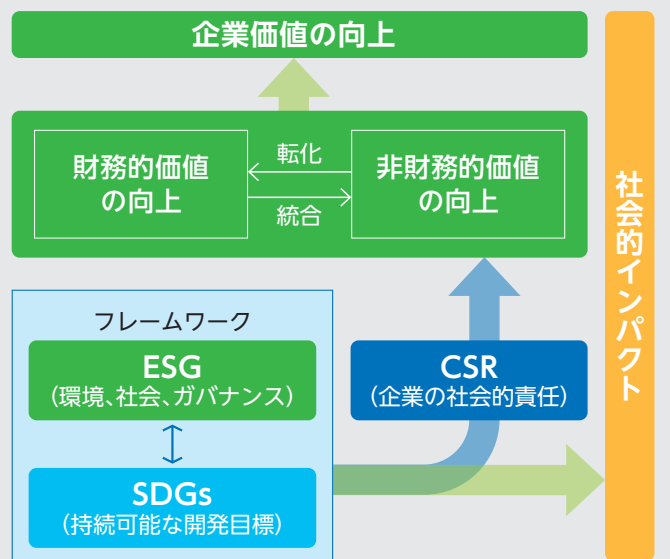 企業価値の向上
財務的価値
の向上
転化
統合
非財務的価値
の向上
社会的インパクト
フレームワーク
ESG
(環境、社会、ガバナンス)
SDGs
(持続可能な開発目標)
CSR
(企業の社会的責任)